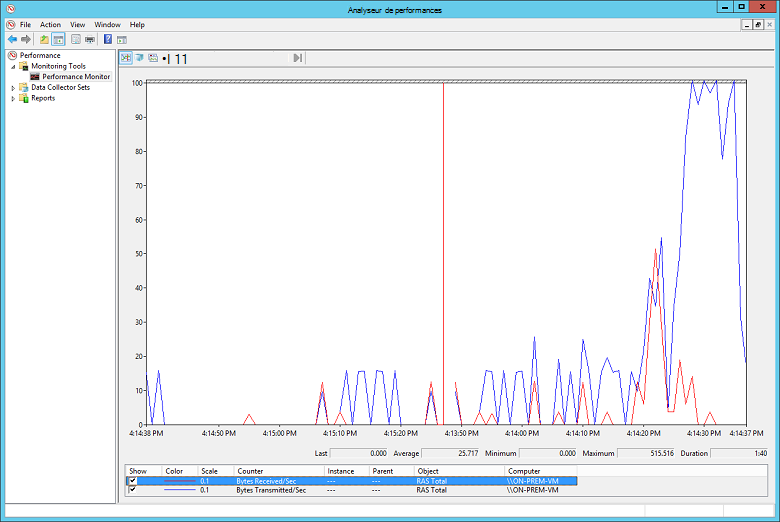 Analyseur de performances
File Action View Window Help
Performance
Monitoring Tools
Performance Monitor
Data Collector Sets
Reports
100
90
80
70
60
50
40
30
20
10
0
4:14:38 PM 4:14:50 PM 4:15:00 PM 4:15:10 PM 4:15:20 PM 4:13:50 PM 4:14:00 PM 4:14:10 PM 4:14:20 PM 4:14:30 PM 4:14:37 PM
Last 0.000 Average 25.717 Minimum 0.000 Maximum 515.516 Duration 1:40
Show Color Scale Counter Instance Parent Object Computer
0.1 Bytes Received/Sec --- --- RAS Total \\ON-PREM-VM
0.1 Bytes Transmitted/Sec --- --- RAS Total \\ON-PREM-VM